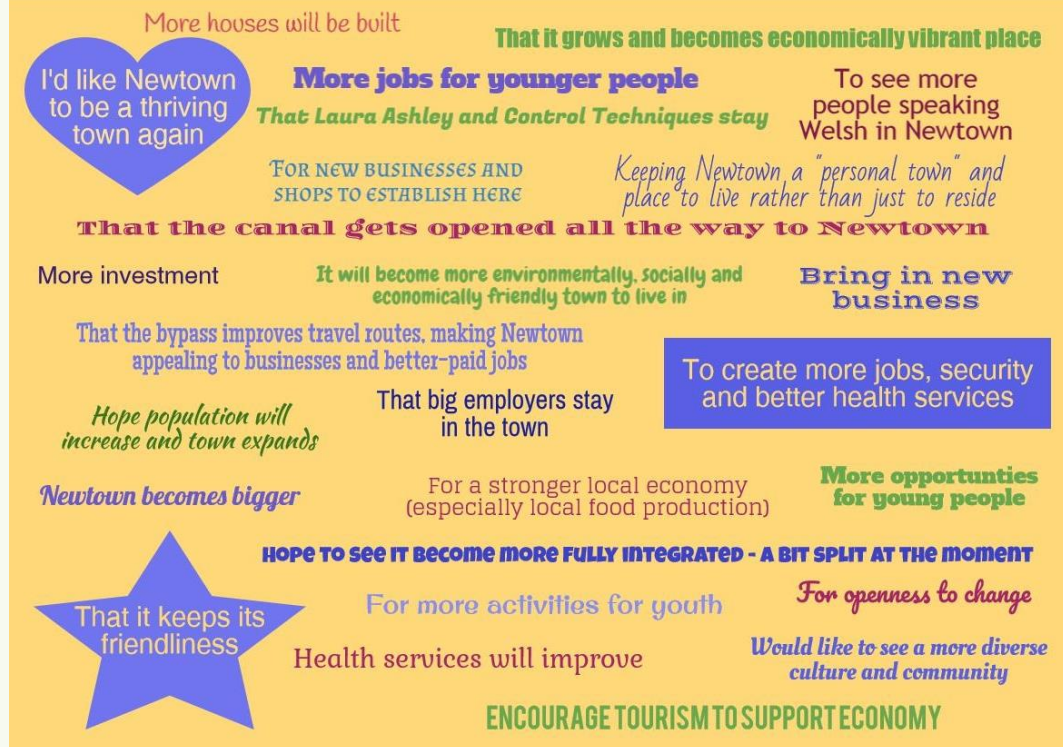 More houses will be built
That it grows and becomes economically vibrant place
I'd like Newtown
to be a thriving
town again
More jobs for younger people
To see more
people speaking
Welsh in Newtown
That Laura Ashley and Control Techniques stay
For new businesses and
shops to establish here
Keeping Newtown a "personal town" and
place to live rather than just to reside
That the canal gets opened all the way to Newtown
More investment
It will become more environmentally, socially and
economically friendly town to live in
Bring in new
business
That the bypass improves travel routes, making Newtown
appealing to businesses and better-paid jobs
To create more jobs, security
and better health services
Hope population will
increase and town expands
That big employers stay
in the town
Newtown becomes bigger
For a stronger local economy
(especially local food production)
More opportunties
for young people
Hope to see it become more fully integrated - a bit split at the moment
That it keeps its
friendliness
For more activities for youth
For openness to change
Health services will improve
Would like to see a more diverse
culture and community
ENCOURAGE TOURISM TO SUPPORT ECONOMY